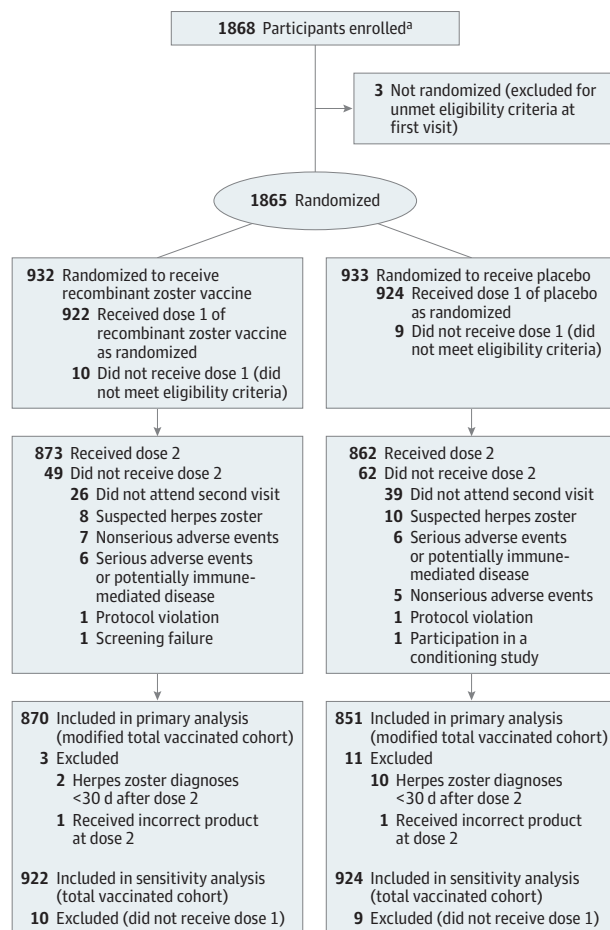 1868 Participants enrolledª
3 Not randomized (excluded for
unmet eligibility criteria at
first visit)
1865 Randomized
932 Randomized to receive
recombinant zoster vaccine
922 Received dose 1 of
recombinant zoster vaccine
as randomized
10 Did not receive dose 1 (did
not meet eligibility criteria)
933 Randomized to receive placebo
924 Received dose 1 of placebo
as randomized
9 Did not receive dose 1 (did
not meet eligibility criteria)
873 Received dose 2
49 Did not receive dose 2
26 Did not attend second visit
8 Suspected herpes zoster
7 Nonserious adverse events
6 Serious adverse events
or potentially immune-
mediated disease
1 Protocol violation
1 Screening failure
862 Received dose 2
62 Did not receive dose 2
39 Did not attend second visit
10 Suspected herpes zoster
6 Serious adverse events
or potentially immune-
mediated disease
5 Nonserious adverse events
1 Protocol violation
1 Participation in a
conditioning study
870 Included in primary analysis
(modified total vaccinated cohort)
3 Excluded
2 Herpes zoster diagnoses
<30 d after dose 2
1 Received incorrect product
at dose 2
922 Included in sensitivity analysis
(total vaccinated cohort)
10 Excluded (did not receive dose 1)
851 Included in primary analysis
(modified total vaccinated cohort)
11 Excluded
10 Herpes zoster diagnoses
<30 d after dose 2
1 Received incorrect product
at dose 2
924 Included in sensitivity analysis
(total vaccinated cohort)
9 Excluded (did not receive dose 1)